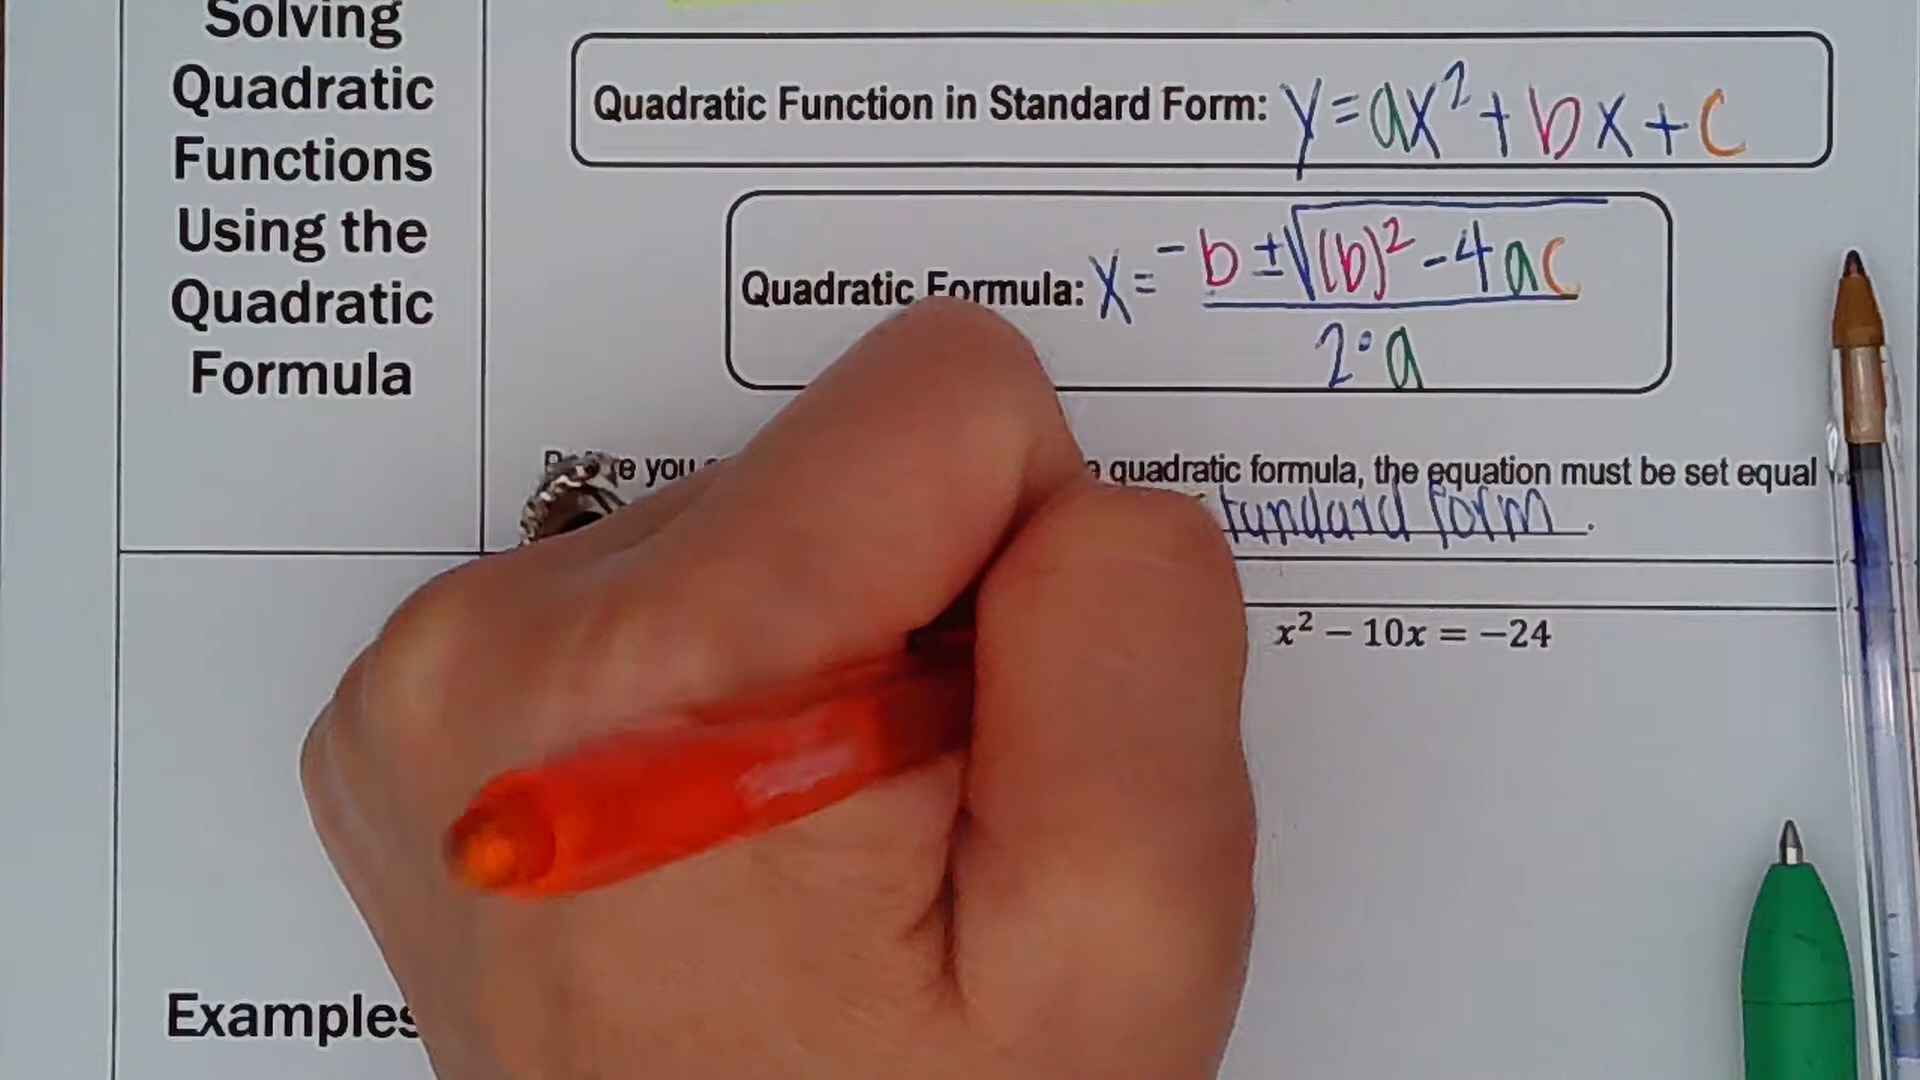 Solving
Quadratic
Functions
Using the
Quadratic
Formula
Quadratic Function in Standard Form: y = ax² + bx + c
Quadratic Formula: x = -b ± √(b)² - 4ac
2·a
you quadratic formula, the equation must be set equal
standard form.
x² − 10x = −24
Examples